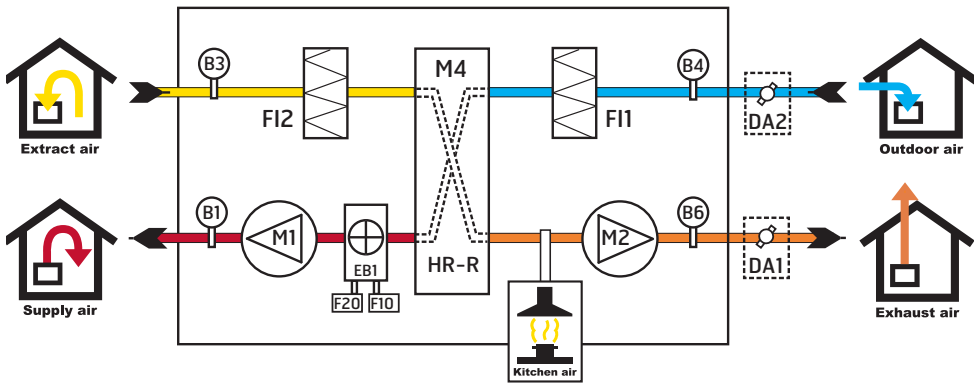 B3
M4
B4
FI2
FI1
DA2
Extract air
Outdoor air
B1
M1
EB1
F20
F10
HR-R
M2
B6
DA1
Supply air
Exhaust air
Kitchen air